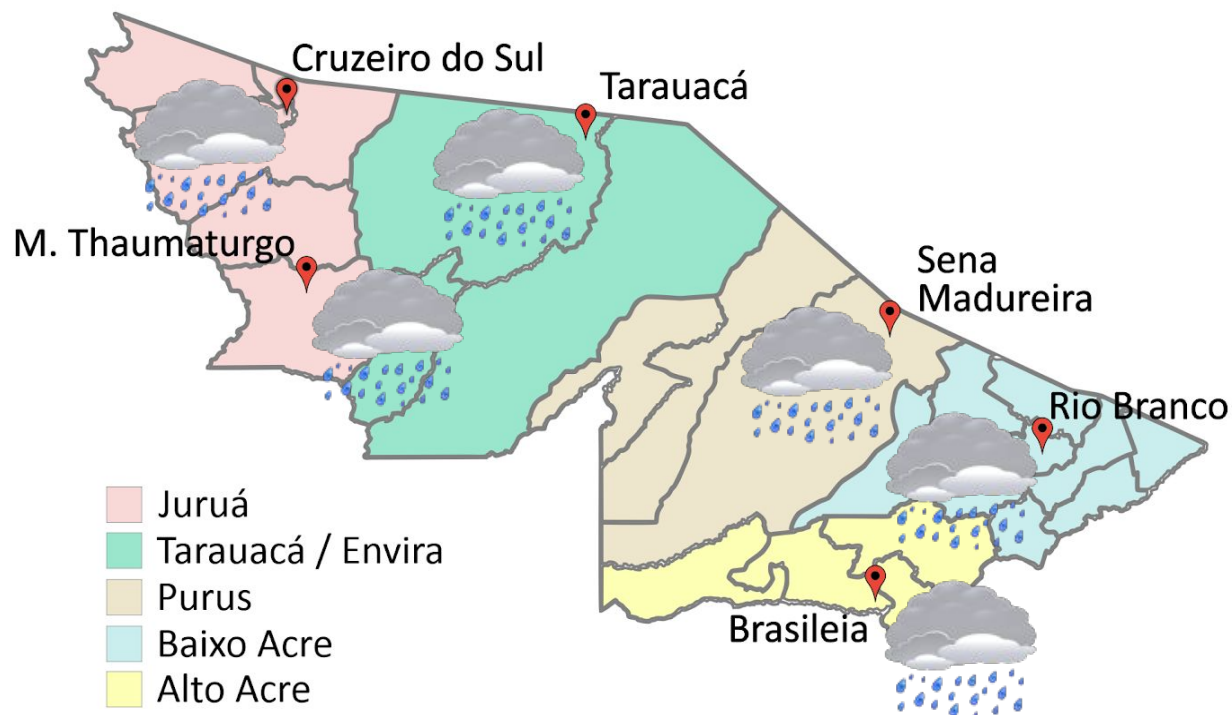 Cruzeiro do Sul
Tarauacá
M. Thaumaturgo
Sena
Madureira
Rio Branco
Brasileia
Juruá
Tarauacá / Envira
Purus
Baixo Acre
Alto Acre